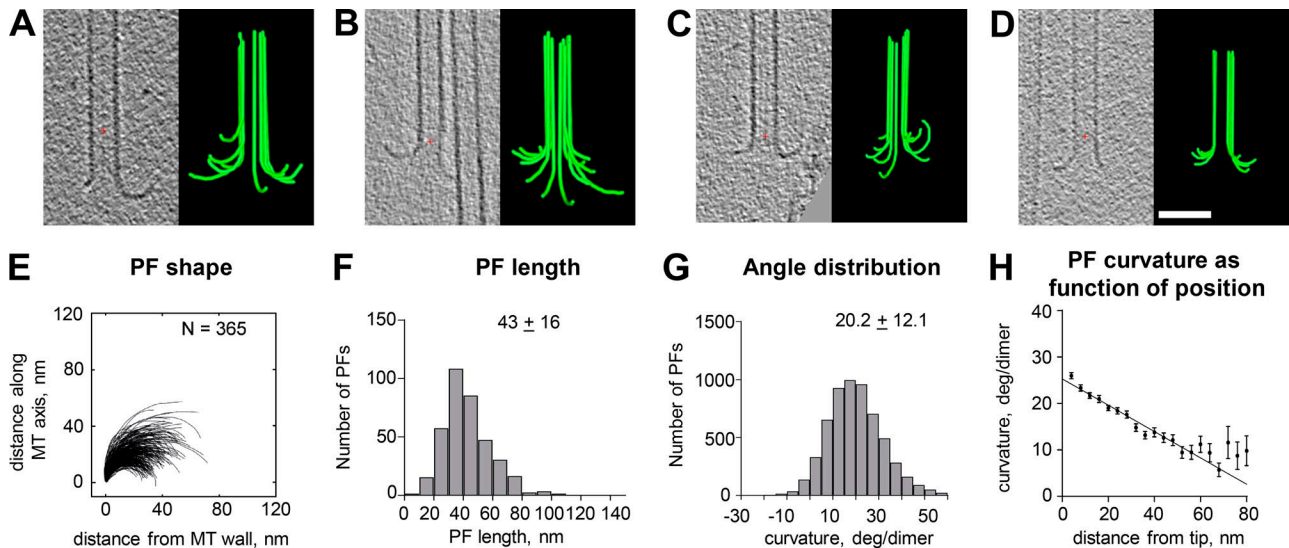 A
B
C
D
E PF shape
N = 365
distance along
MT axis, nm
120
80
40
0
0 40 80 120
distance from MT wall, nm
F PF length
43 ± 16
Number of PFs
150
100
50
0
0 20 40 60 80 100 120 140
PF length, nm
G Angle distribution
20.2 ± 12.1
Number of PFs
1500
1000
500
0
-30 -10 10 30 50
curvature, deg/dimer
H PF curvature as
function of position
curvature, deg/dimer
40
30
20
10
0
0 20 40 60 80
distance from tip, nm